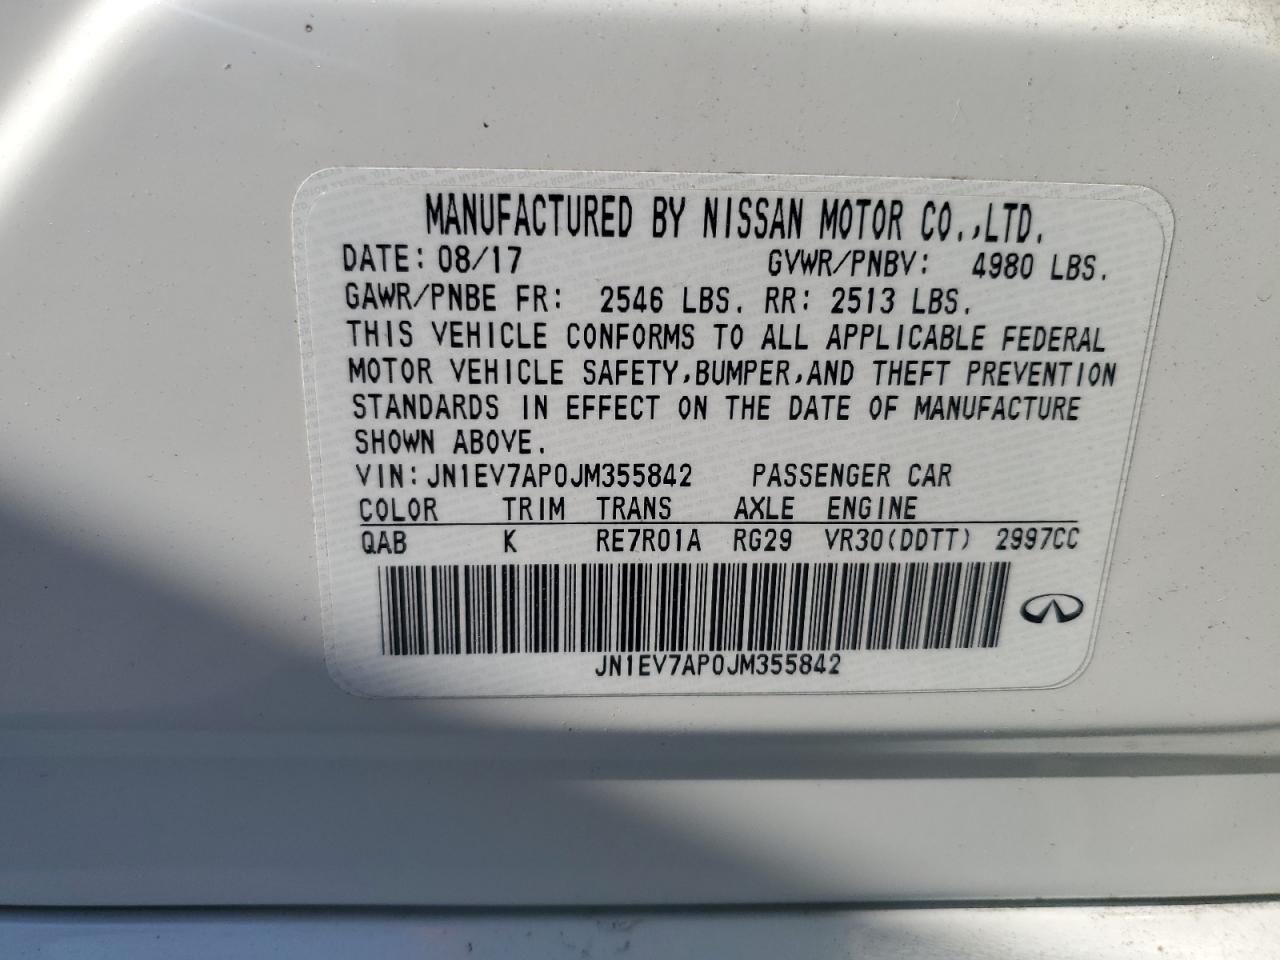 MANUFACTURED BY NISSAN MOTOR CO.,LTD.
DATE: 08/17 GVWR/PNBV: 4980 LBS.
GAWR/PNBE FR: 2546 LBS. RR: 2513 LBS.
THIS VEHICLE CONFORMS TO ALL APPLICABLE FEDERAL
MOTOR VEHICLE SAFETY,BUMPER,AND THEFT PREVENTION
STANDARDS IN EFFECT ON THE DATE OF MANUFACTURE
SHOWN ABOVE.
VIN:JN1EV7AP0JM355842 PASSENGER CAR
COLOR TRIM TRANS AXLE ENGINE
QAB K RE7R01A RG29 VR30(DDTT) 2997CC
JN1EV7AP0JM355842